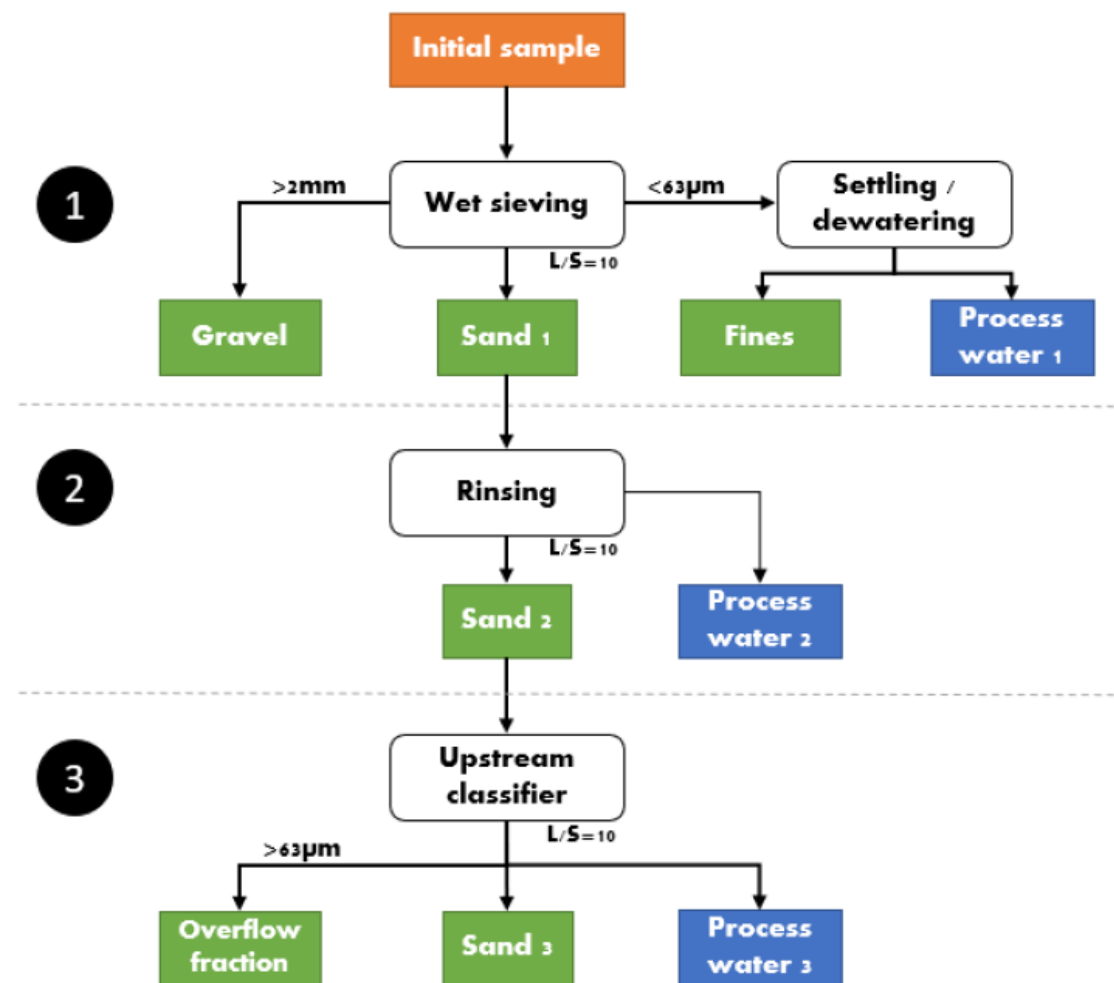 Initial sample
1
>2mm
Wet sieving
<63µm
Settling /
dewatering
L/S=10
Gravel
Sand 1
Fines
Process
water 1
2
Rinsing
L/S=10
Sand 2
Process
water 2
3
Upstream
classifier
L/S=10
>63µm
Overflow
fraction
Sand 3
Process
water 3